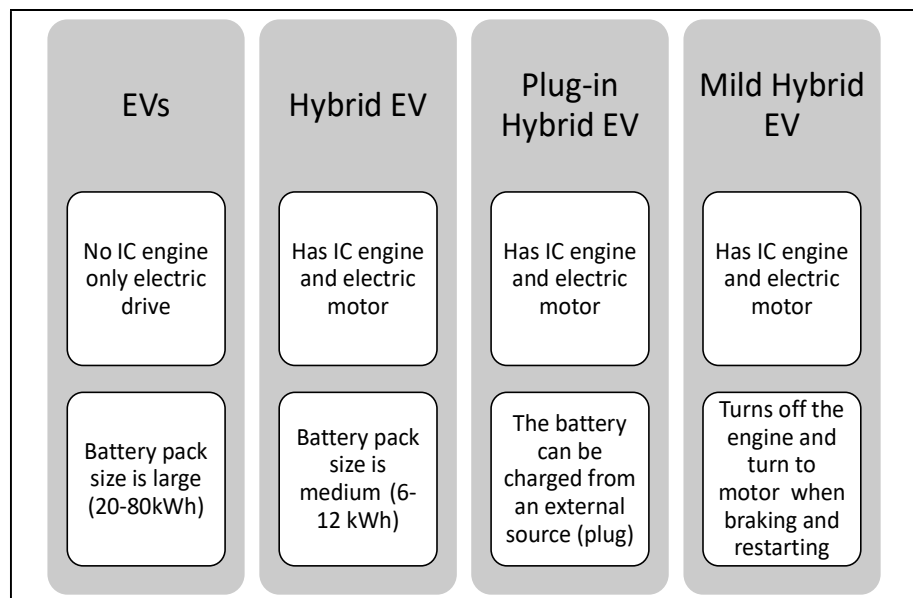 EVs
No IC engine
only electric
drive
Battery pack
size is large
(20-80kWh)
Hybrid EV
Has IC engine
and electric
motor
Battery pack
size is
medium (6-
12 kWh)
Plug-in
Hybrid EV
Has IC engine
and electric
motor
The battery
can be
charged from
an external
source (plug)
Mild Hybrid
EV
Has IC engine
and electric
motor
Turns off the
engine and
turn to
motor when
braking and
restarting